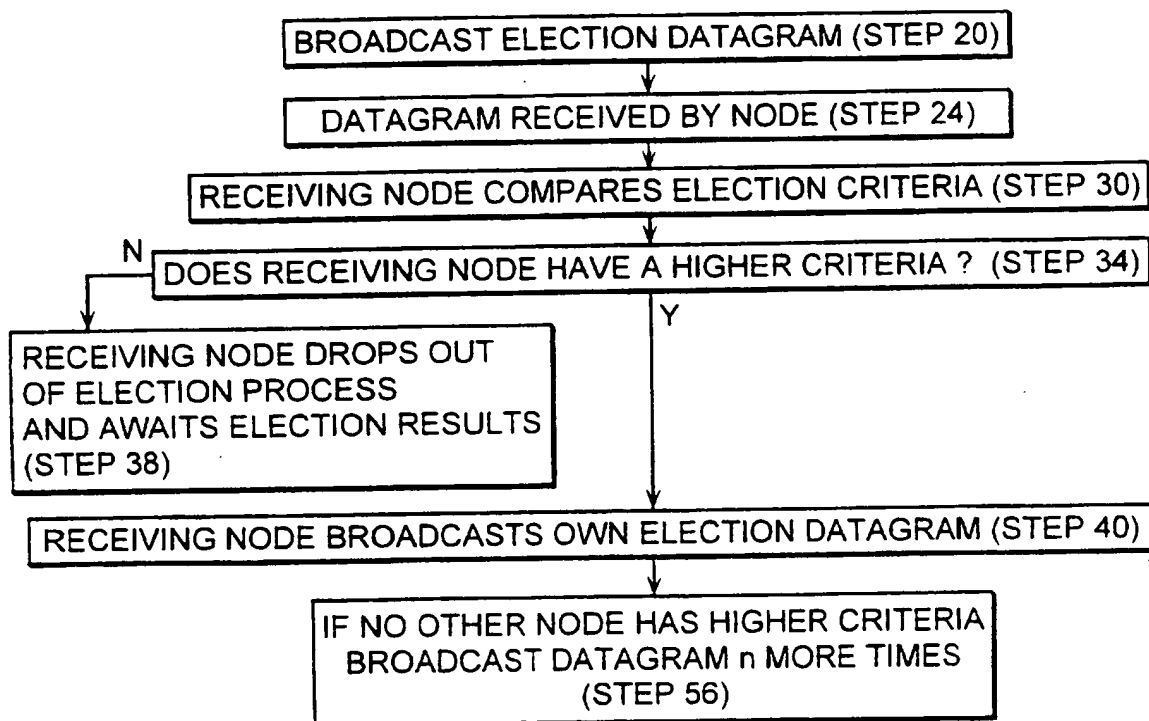 BROADCAST ELECTION DATAGRAM (STEP 20)
DATAGRAM RECEIVED BY NODE (STEP 24)
RECEIVING NODE COMPARES ELECTION CRITERIA (STEP 30)
N
DOES RECEIVING NODE HAVE A HIGHER CRITERIA ? (STEP 34)
Y
RECEIVING NODE DROPS OUT
OF ELECTION PROCESS
AND AWAITS ELECTION RESULTS
(STEP 38)
RECEIVING NODE BROADCASTS OWN ELECTION DATAGRAM (STEP 40)
IF NO OTHER NODE HAS HIGHER CRITERIA
BROADCAST DATAGRAM n MORE TIMES
(STEP 56)